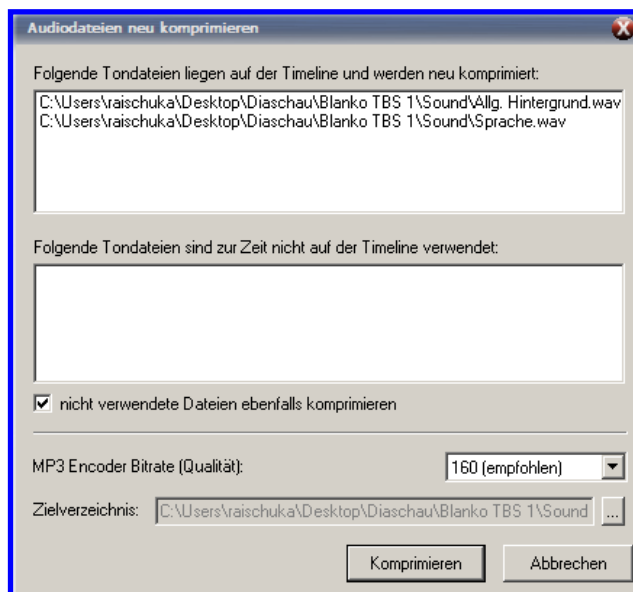 Audiodateien neu komprimieren
Folgende Tondateien liegen auf der Timeline und werden neu komprimiert:
C:\Users\raischuka\Desktop\Diaschau\Blanko TBS 1\Sound\Allg. Hintergrund.wav
C:\Users\raischuka\Desktop\Diaschau\Blanko TBS 1\Sound\Sprache.wav
Folgende Tondateien sind zur Zeit nicht auf der Timeline verwendet:
nicht verwendete Dateien ebenfalls komprimieren
MP3 Encoder Bitrate (Qualität): 160 (empfohlen)
Zielverzeichnis: C:\Users\raischuka\Desktop\Diaschau\Blanko TBS 1\Sound ...
Komprimieren Abbrechen